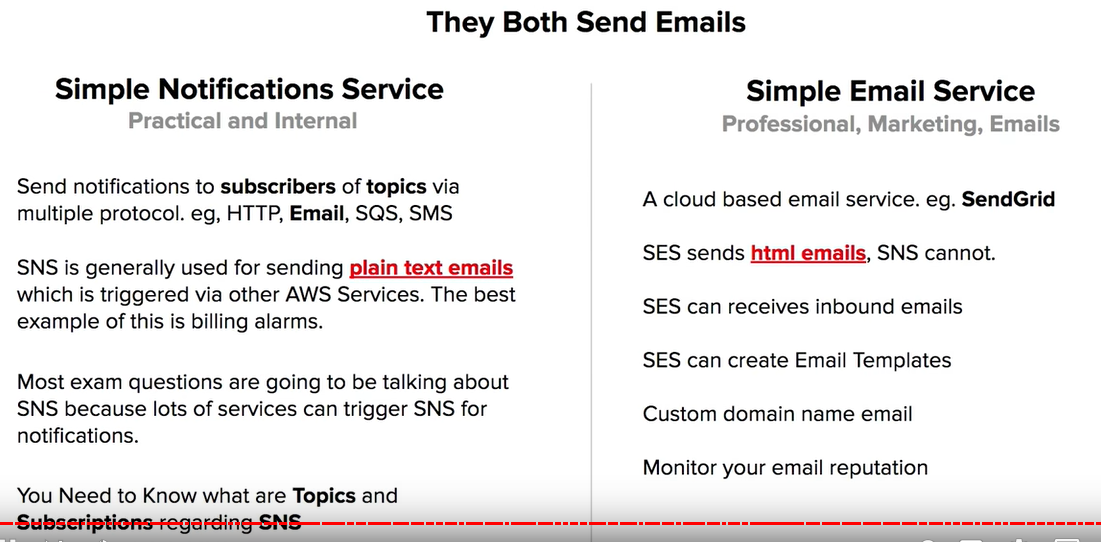 They Both Send Emails
Simple Notifications Service
Practical and Internal
Send notifications to subscribers of topics via
multiple protocol. eg, HTTP, Email, SQS, SMS
SNS is generally used for sending plain text emails
which is triggered via other AWS Services. The best
example of this is billing alarms.
Most exam questions are going to be talking about
SNS because lots of services can trigger SNS for
notifications.
You Need to Know what are Topics and
Subscriptions regarding SNS
Simple Email Service
Professional, Marketing, Emails
A cloud based email service. eg. SendGrid
SES sends html emails, SNS cannot.
SES can receives inbound emails
SES can create Email Templates
Custom domain name email
Monitor your email reputation